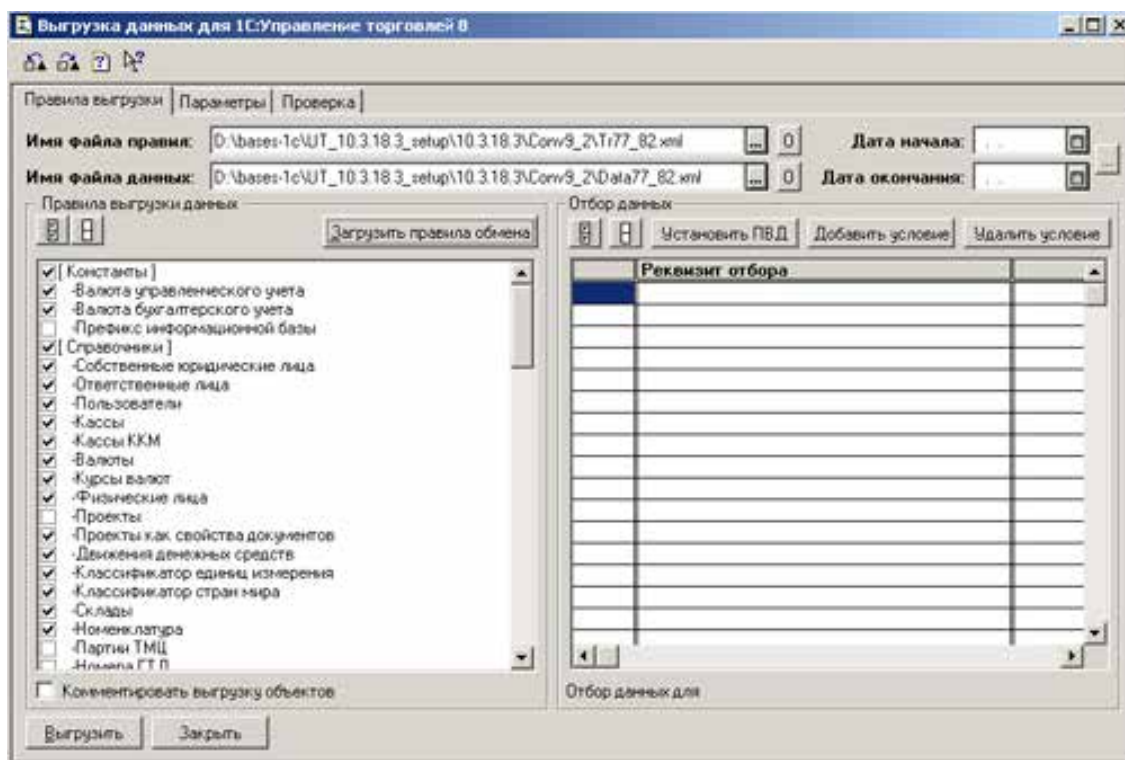 Выгрузка данных для 1С:Управление торговлей 8
Правила выгрузки Параметры Проверка
Имя файла правил: D:\bases-1c\UT_10.3.18.3_setup\10.3.18.3\Conv9_2\Tr77_82.xml ... О Дата начала: . .
Имя файла данных: D:\bases-1c\UT_10.3.18.3_setup\10.3.18.3\Conv9_2\Data77_82.xml ... О Дата окончания: . . ...
Правила выгрузки данных Отбор данных
Загрузить правила обмена Установить ПВД Добавить условие Удалить условие
Реквизит отбора
[ Константы ]
-Валюта управленческого учета
-Валюта бухгалтерского учета
-Префикс информационной базы
[ Справочники ]
-Собственные юридические лица
-Ответственные лица
-Пользователи
-Кассы
-Кассы ККМ
-Валюты
-Курсы валют
-Физические лица
-Проекты
-Проекты как свойства документов
-Движения денежных средств
-Классификатор единиц измерения
-Классификатор стран мира
-Склады
-Номенклатура
-Партии ТМЦ
-Номера ГТД
Комментировать выгрузку объектов Отбор данных для
Выгрузить Закрыть